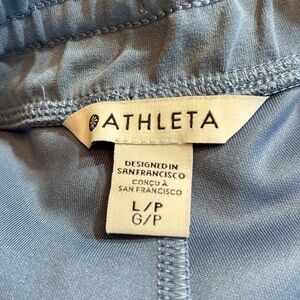 ATHLETA
DESIGNED IN
SAN FRANCISCO
CONÇU À
SAN FRANCISCO
L/P
G/P